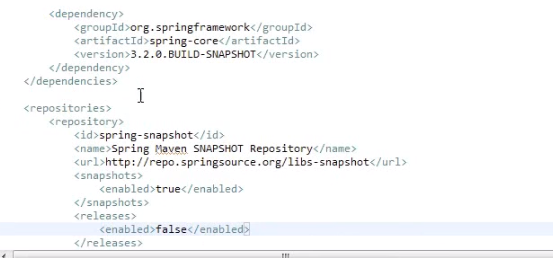 <dependency>
<groupId>org.springframework</groupId>
<artifactId>spring-core</artifactId>
<version>3.2.0.BUILD-SNAPSHOT</version>
</dependency>
</dependencies>
<repositories>
<repository>
<id>spring-snapshot</id>
<name>Spring Maven SNAPSHOT Repository</name>
<url>http://repo.springsource.org/libs-snapshot</url>
<snapshots>
<enabled>true</enabled>
</snapshots>
<releases>
<enabled>false</enabled>
</releases>